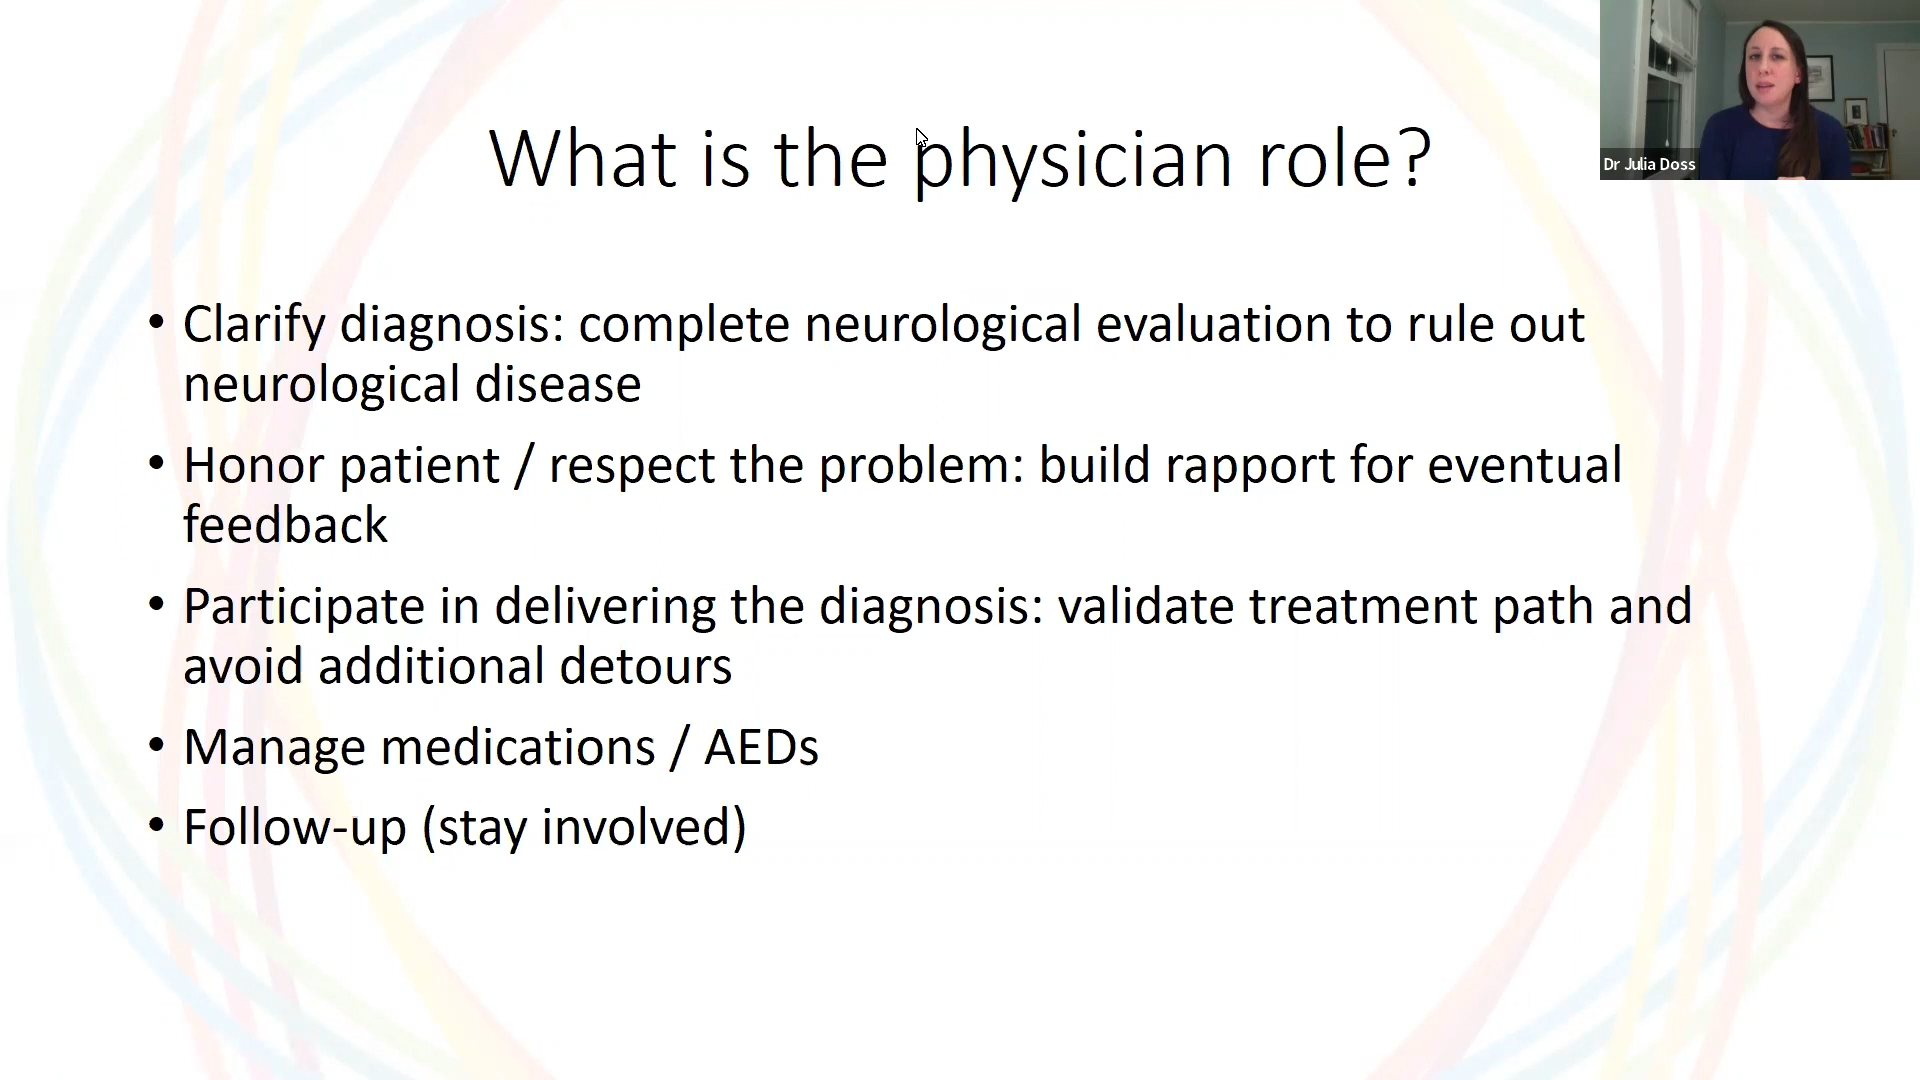 What is the physician role?
Dr Julia Doss
• Clarify diagnosis: complete neurological evaluation to rule out
neurological disease
• Honor patient / respect the problem: build rapport for eventual
feedback
• Participate in delivering the diagnosis: validate treatment path and
avoid additional detours
• Manage medications / AEDs
• Follow-up (stay involved)